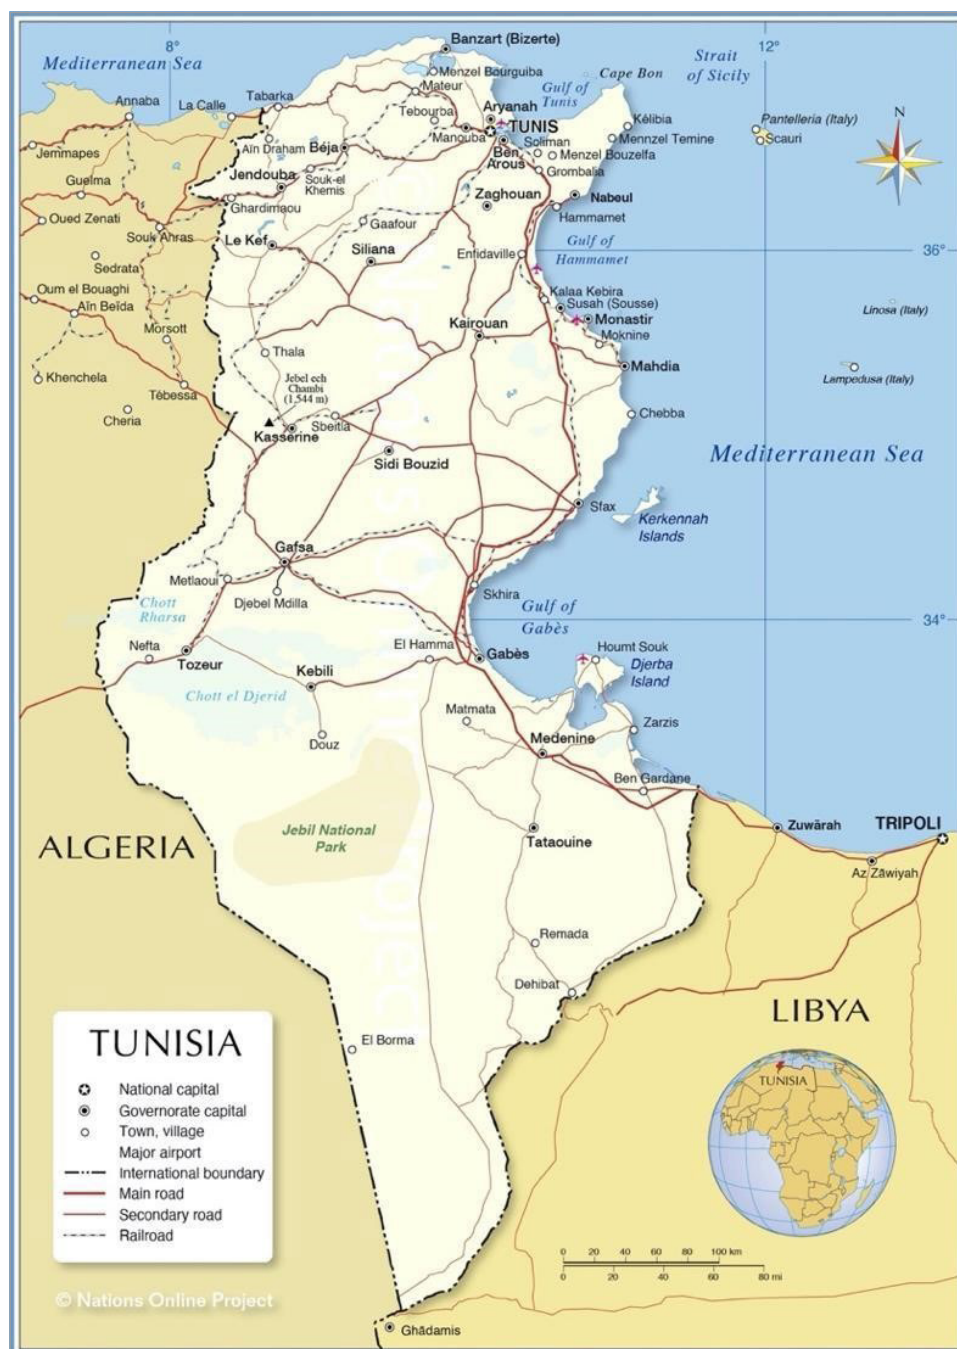 8°
12°
Mediterranean Sea
Banzart (Bizerte)
Strait
of Sicily
Menzel Bourguiba
Cape Bon
Mateur
Gulf of
Tunis
Annaba
La Calle
Tabarka
Tebourba
Aryanah
TUNIS
Kélibia
Pantelleria (Italy)
Scauri
N
Manouba
Soliman
Mennzel Temine
Jemmapes
Aïn Draham
Béja
Ben
Arous
Menzel Bouzelfa
Grombalia
Guelma
Jendouba
Souk-el
Khemis
Zaghouan
Nabeul
Ghardimaou
Hammamet
Oued Zenati
Souk Ahras
Gaafour
Le Kef
Siliana
Enfidaville
Gulf of
Hammamet
36°
Sedrata
Oum el Bouaghi
Aïn Beïda
Kalaa Kebira
Susah (Sousse)
Linosa (Italy)
Morsott
Kairouan
Monastir
Moknine
Thala
Khenchela
Tébessa
Jebel ech
Chambi
(1,544 m)
Mahdia
Lampedusa (Italy)
Cheria
Sbeitla
Chebba
Kasserine
Sidi Bouzid
Mediterranean Sea
Sfax
Kerkennah
Islands
Gafsa
Metlaoui
Djebel Mdilla
Skhira
Chott
Rharsa
Gulf of
Gabès
34°
Nefta
Tozeur
El Hamma
Gabès
Houmt Souk
Djerba
Island
Kebili
Chott el Djerid
Matmata
Zarzis
Douz
Medenine
Ben Gardane
Jebil National
Park
ALGERIA
Tataouine
Zuwārah
TRIPOLI
Az Zāwiyah
Remada
Dehibat
LIBYA
El Borma
TUNISIA
National capital
Governorate capital
Town, village
Major airport
International boundary
Main road
Secondary road
Railroad
TUNISIA
0 20 40 60 80 100 km
0 20 40 60 80 mi
© Nations Online Project
Ghādamis
© Nations Online Project